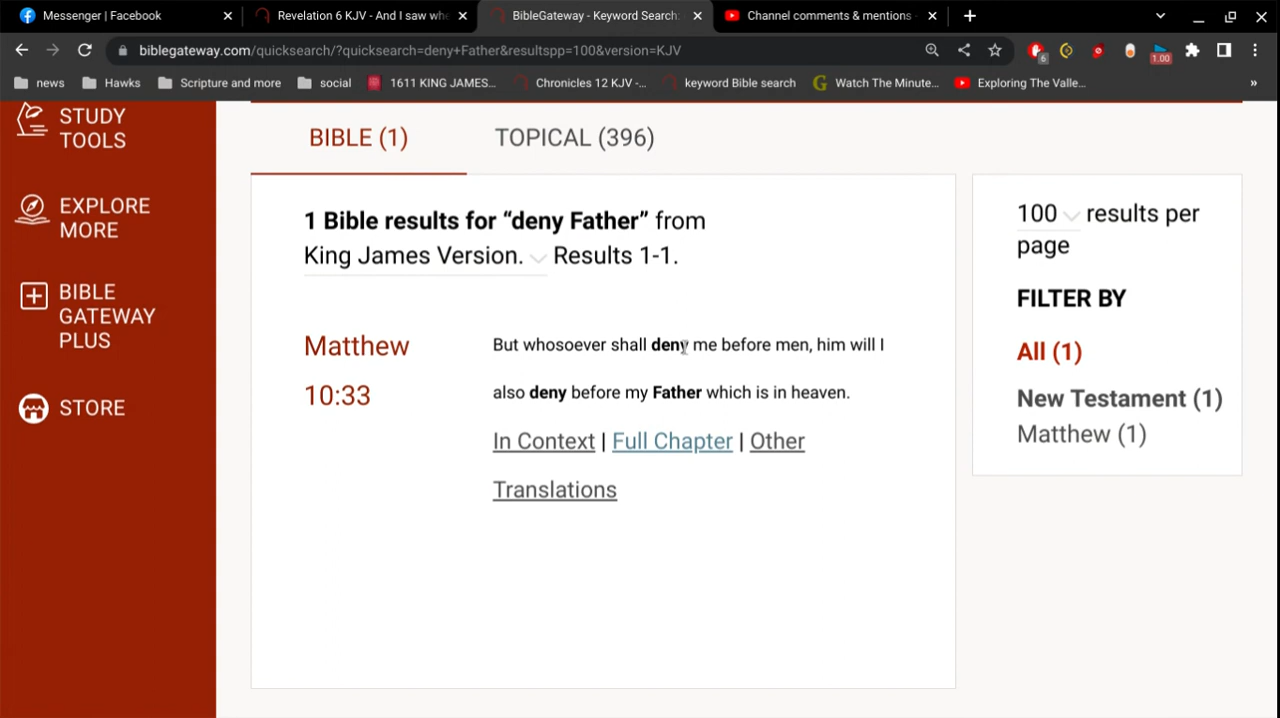 Messenger | Facebook
Revelation 6 KJV - And I saw whe
BibleGateway - Keyword Search:
Channel comments & mentions -
biblegateway.com/quicksearch/?quicksearch=deny+Father&resultspp=100&version=KJV
6
1.00
news
Hawks
Scripture and more
social
1611 KING JAMES...
Chronicles 12 KJV -...
keyword Bible search
Watch The Minute...
Exploring The Valle...
»
STUDY
TOOLS
EXPLORE
MORE
BIBLE
GATEWAY
PLUS
STORE
BIBLE (1)
TOPICAL (396)
1 Bible results for “deny Father” from
King James Version. Results 1-1.
Matthew
10:33
But whosoever shall deny me before men, him will I
also deny before my Father which is in heaven.
In Context | Full Chapter | Other
Translations
100 results per
page
FILTER BY
All (1)
New Testament (1)
Matthew (1)